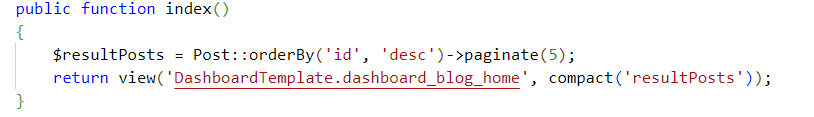 public function index()
{
    $resultPosts = Post::orderBy('id', 'desc')->paginate(5);
    return view('DashboardTemplate.dashboard_blog_home', compact('resultPosts'));
}